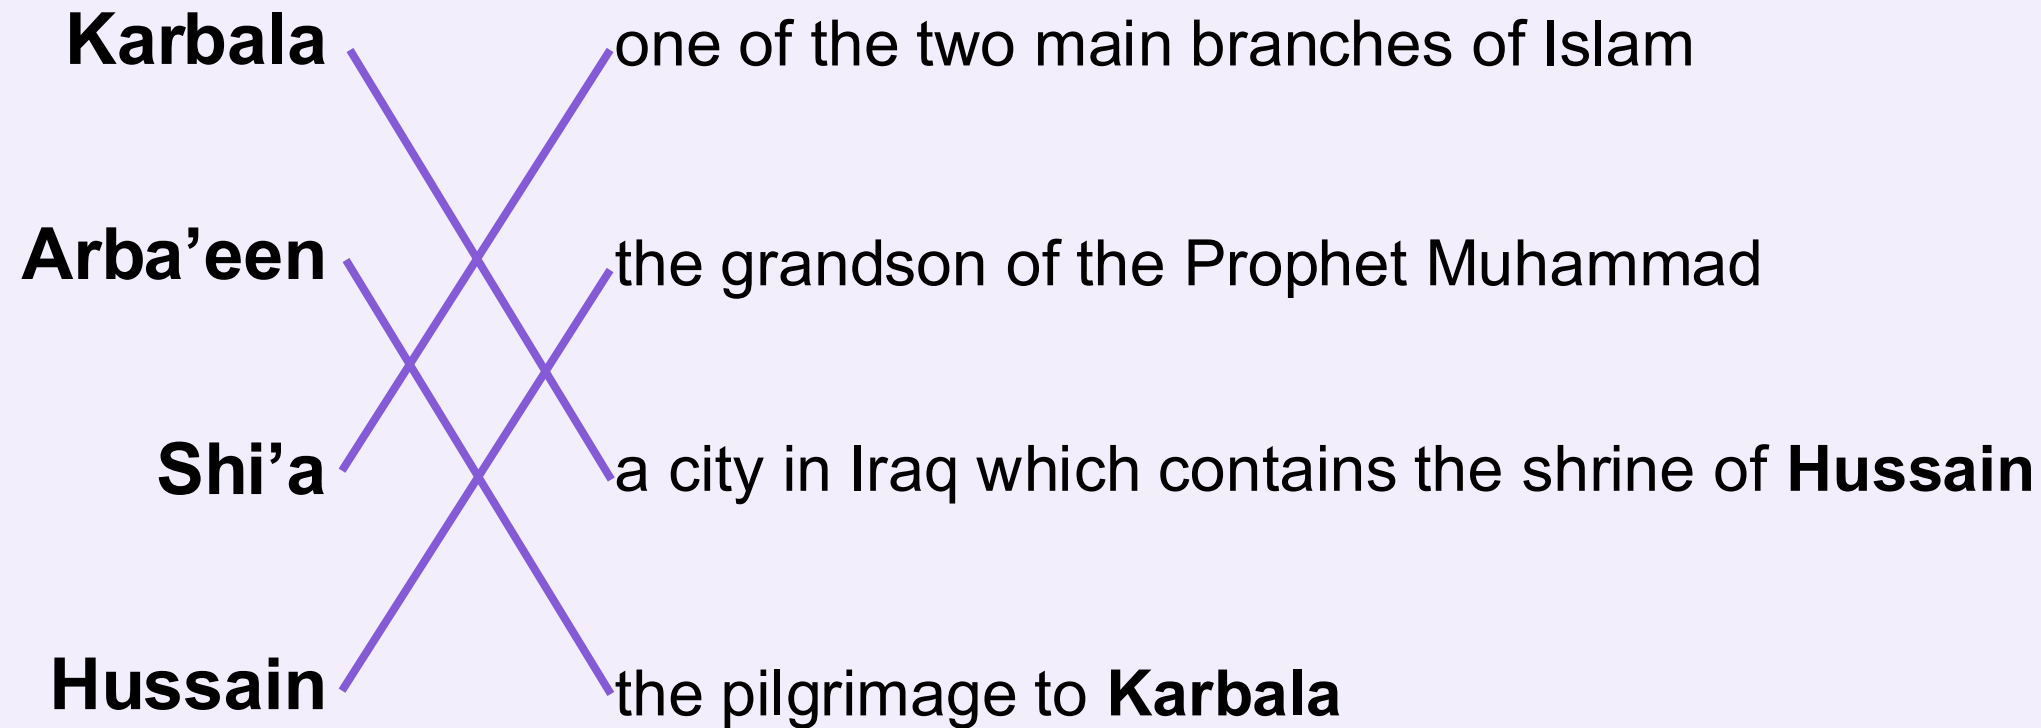 Karbala one of the two main branches of Islam
Arba’een the grandson of the Prophet Muhammad
Shi’a a city in Iraq which contains the shrine of Hussain
Hussain the pilgrimage to Karbala